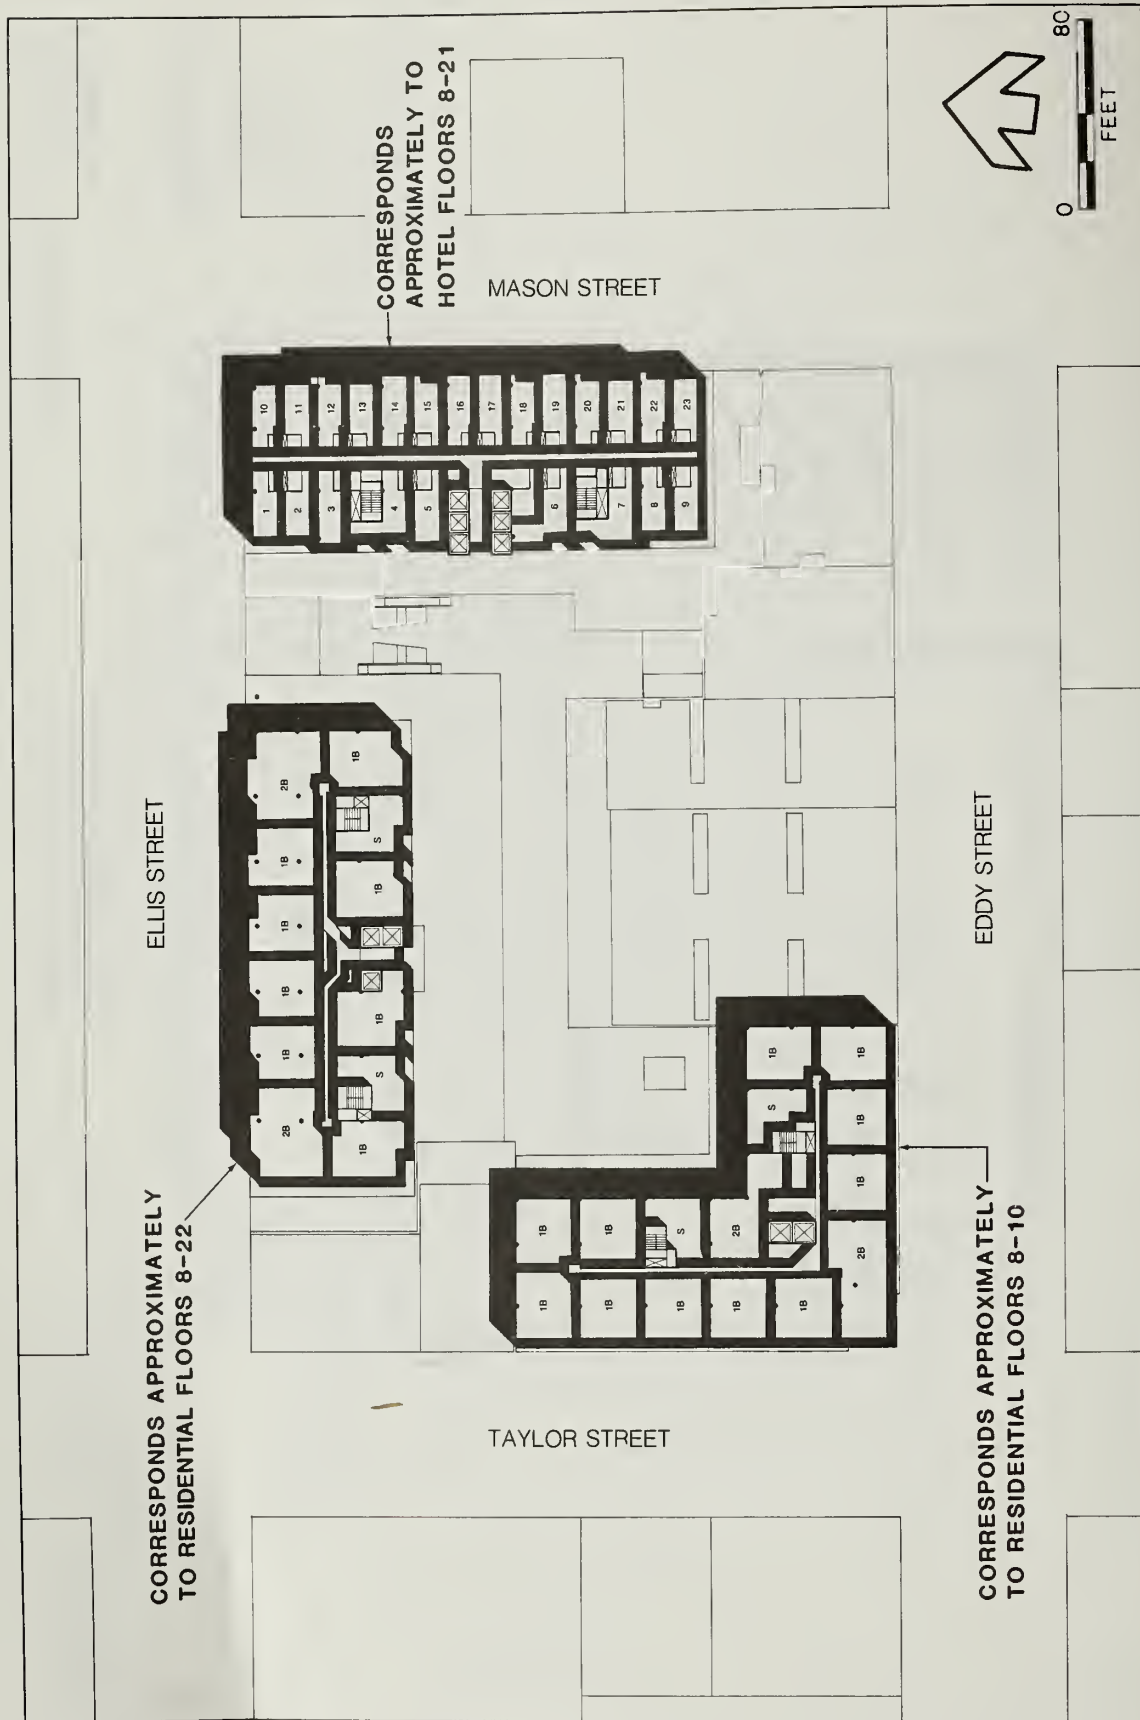 CORRESPONDS APPROXIMATELY
TO RESIDENTIAL FLOORS 8-22
ELLIS STREET
2B
1B
1B
1B
1B
2B
1B
S
1B
1B
S
1B
CORRESPONDS
APPROXIMATELY TO
HOTEL FLOORS 8-21
MASON STREET
1
2
3
4
5
6
7
8
9
10
11
12
13
14
15
16
17
18
19
20
21
22
23
TAYLOR STREET
1B
1B
1B
1B
1B
S
1B
2B
S
1B
1B
2B
1B
1B
1B
CORRESPONDS APPROXIMATELY
TO RESIDENTIAL FLOORS 8-10
EDDY STREET
0 80
FEET